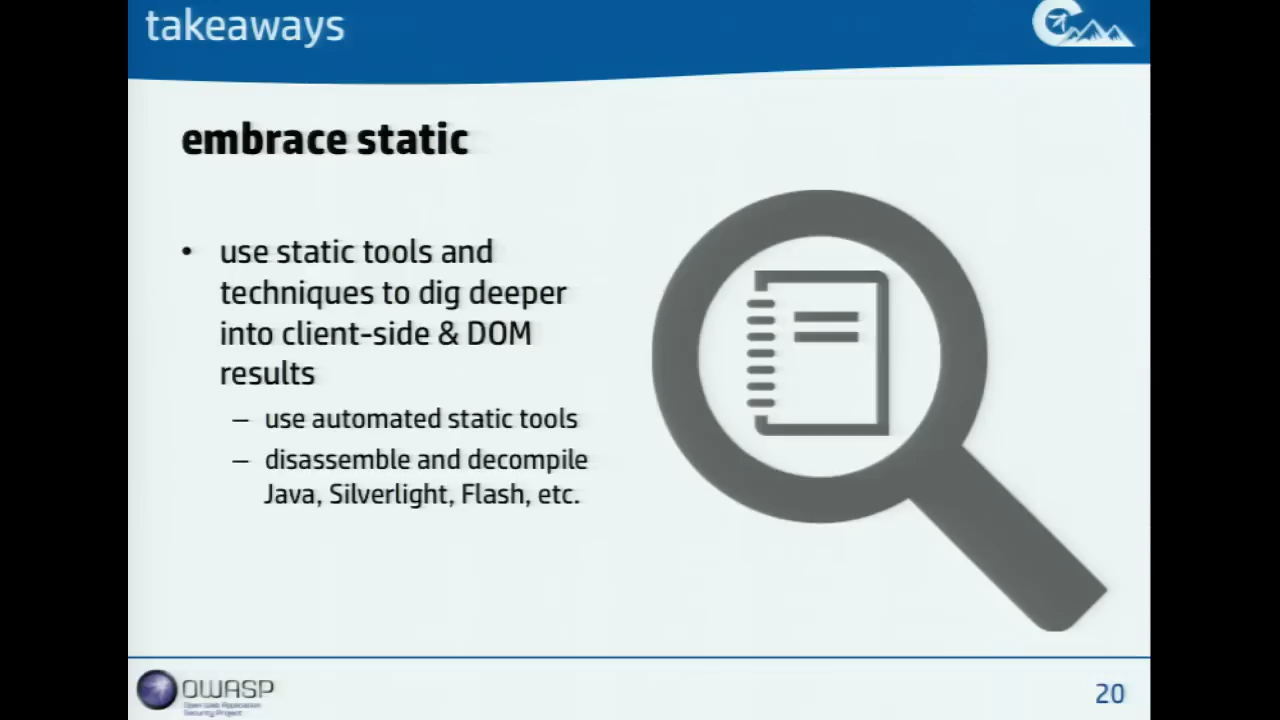 takeaways
embrace static
• use static tools and
techniques to dig deeper
into client-side & DOM
results
– use automated static tools
– disassemble and decompile
Java, Silverlight, Flash, etc.
OWASP
Open Web Application
Security Project
20